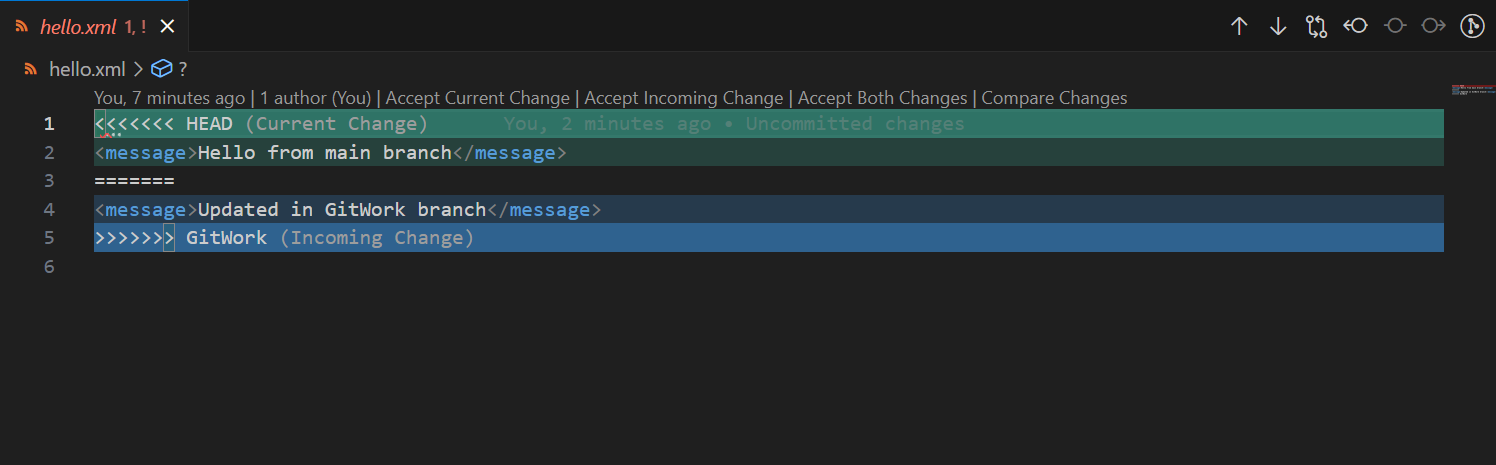 hello.xml 1, !
hello.xml > ?
You, 7 minutes ago | 1 author (You) | Accept Current Change | Accept Incoming Change | Accept Both Changes | Compare Changes
1 <<<<<<< HEAD (Current Change) You, 2 minutes ago • Uncommitted changes
2 <message>Hello from main branch</message>
3 =======
4 <message>Updated in GitWork branch</message>
5 >>>>>>> GitWork (Incoming Change)
6